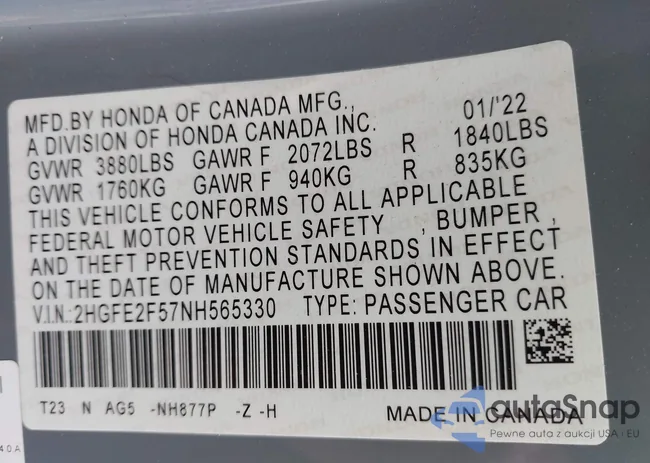 MFD.BY HONDA OF CANADA MFG., 01/'22
A DIVISION OF HONDA CANADA INC.
GVWR 3880LBS GAWR F 2072LBS R 1840LBS
GVWR 1760KG GAWR F 940KG R 835KG
THIS VEHICLE CONFORMS TO ALL APPLICABLE
FEDERAL MOTOR VEHICLE SAFETY , BUMPER ,
AND THEFT PREVENTION STANDARDS IN EFFECT
ON THE DATE OF MANUFACTURE SHOWN ABOVE.
V.I.N.:2HGFE2F57NH565330 TYPE: PASSENGER CAR
T23 N AG5 -NH877P -Z -H MADE IN CANADA
4.0.A
autoSnap
Pewne auta z aukcji USA i EU